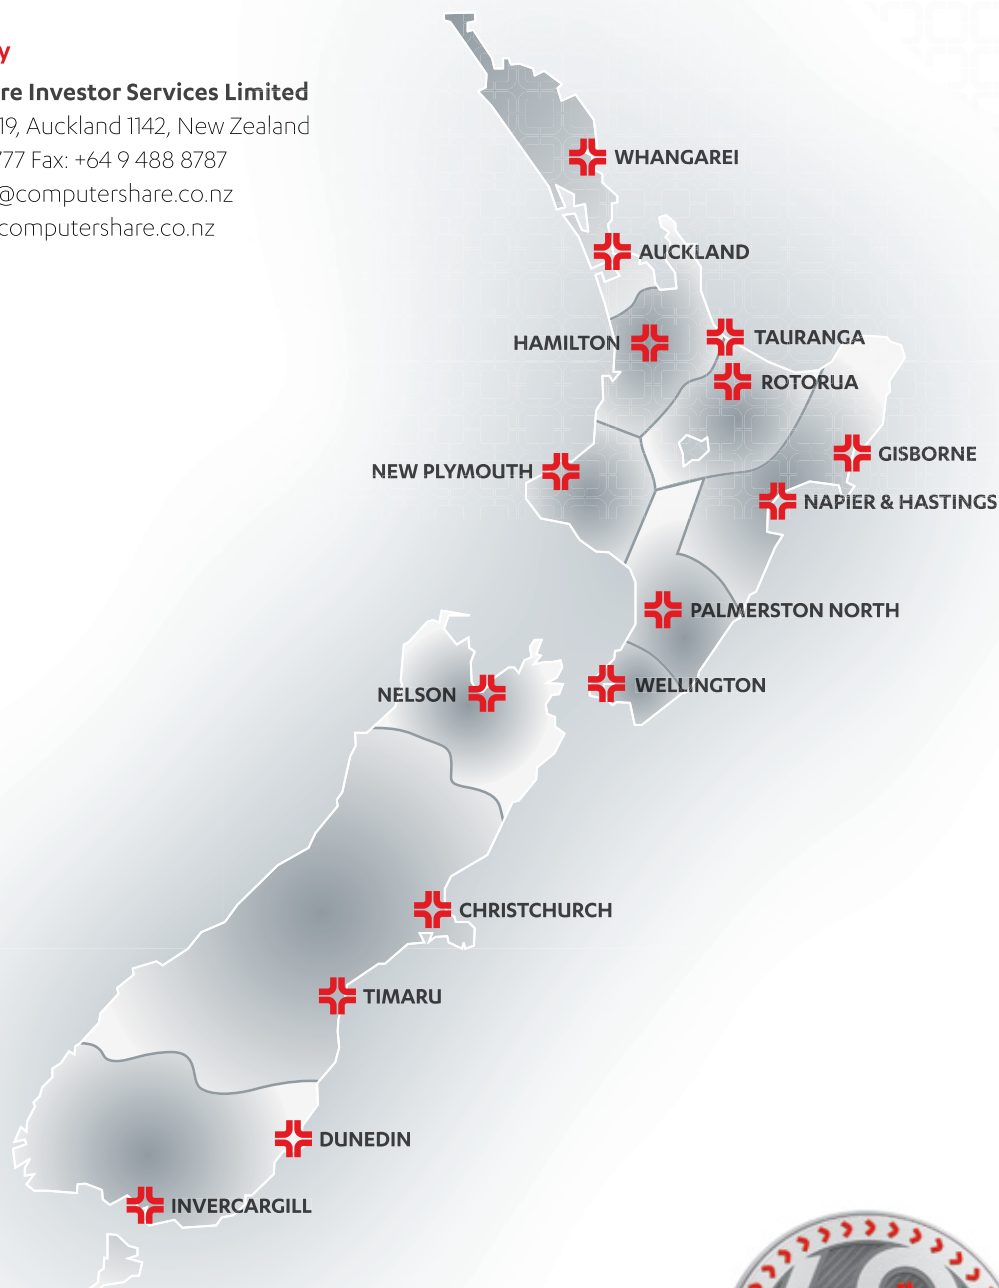 y
re Investor Services Limited
19, Auckland 1142, New Zealand
777 Fax: +64 9 488 8787
@computershare.co.nz
computershare.co.nz
WHANGAREI
AUCKLAND
HAMILTON
TAURANGA
ROTORUA
GISBORNE
NEW PLYMOUTH
NAPIER & HASTINGS
PALMERSTON NORTH
WELLINGTON
NELSON
CHRISTCHURCH
TIMARU
DUNEDIN
INVERCARGILL